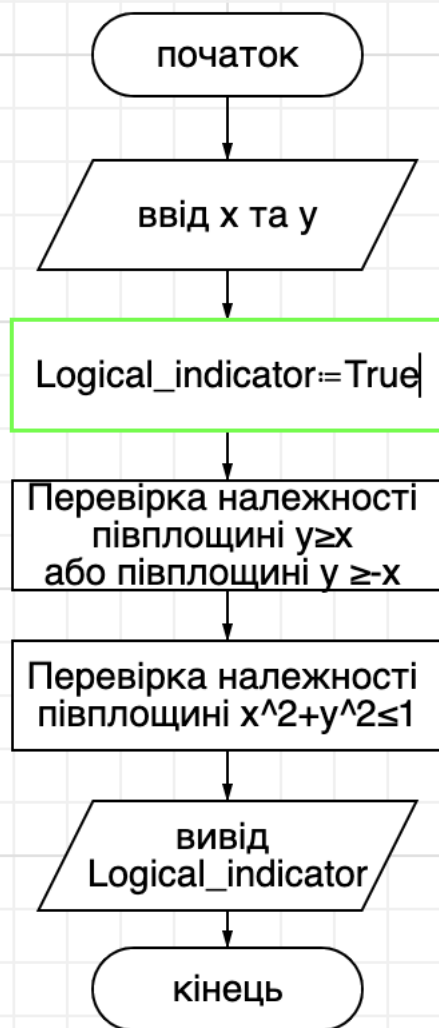 початок
ввід x та y
Logical_indicator:=True
Перевірка належності
півплощині y≥x
або півплощині y ≥-x
Перевірка належності
півплощині x^2+y^2≤1
вивід
Logical_indicator
кінець